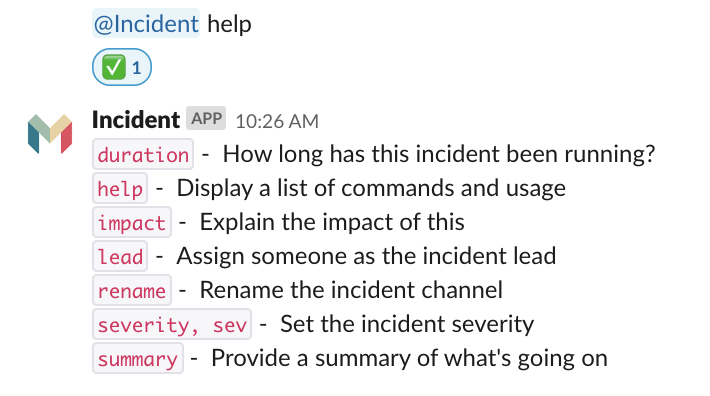 @Incident help
✅ 1
Incident APP 10:26 AM
duration - How long has this incident been running?
help - Display a list of commands and usage
impact - Explain the impact of this
lead - Assign someone as the incident lead
rename - Rename the incident channel
severity, sev - Set the incident severity
summary - Provide a summary of what's going on